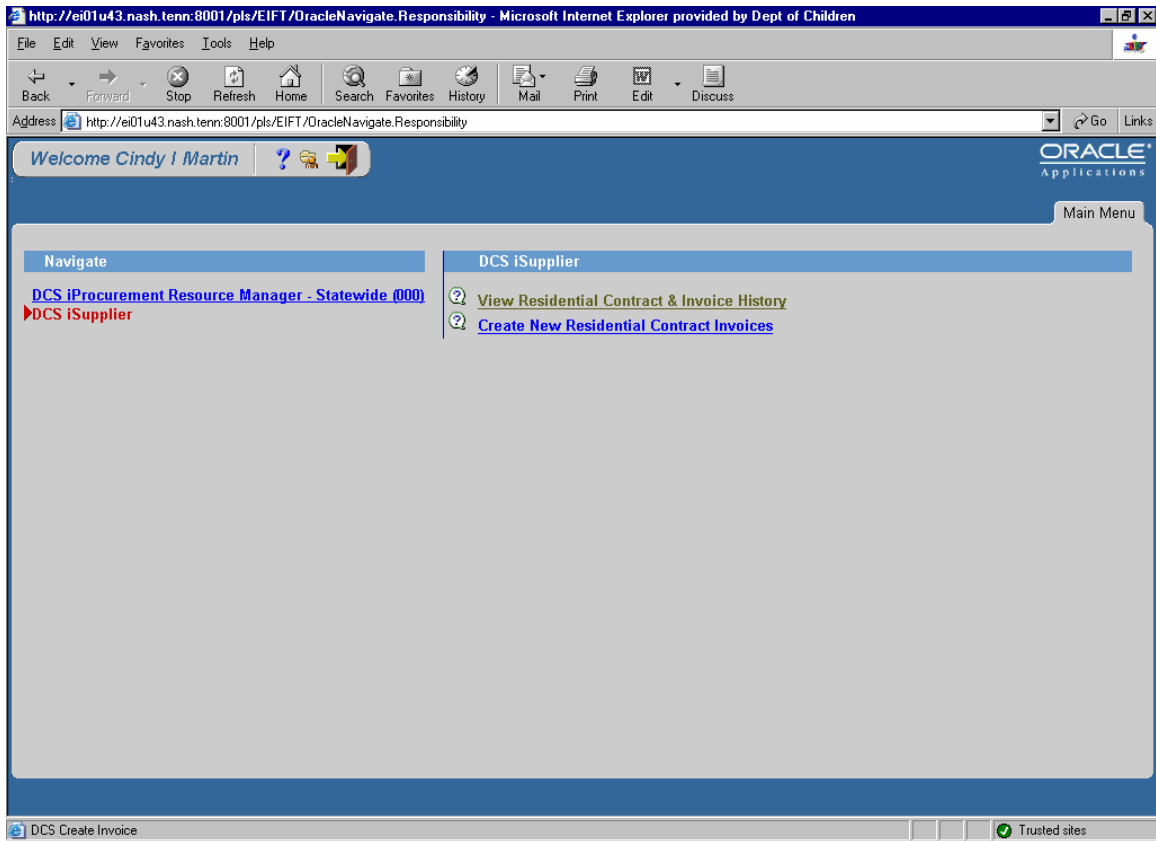 http://ei01u43.nash.tenn:8001/pls/EIFT/OracleNavigate.Responsibility - Microsoft Internet Explorer provided by Dept of Children
File Edit View Favorites Tools Help
Back Forward Stop Refresh Home Search Favorites History Mail Print Edit Discuss
Address http://ei01u43.nash.tenn:8001/pls/EIFT/OracleNavigate.Responsibility Go Links
Welcome Cindy I Martin
ORACLE
Applications
Main Menu
Navigate
DCS iProcurement Resource Manager - Statewide (000)
DCS iSupplier
DCS iSupplier
View Residential Contract & Invoice History
Create New Residential Contract Invoices
DCS Create Invoice Trusted sites